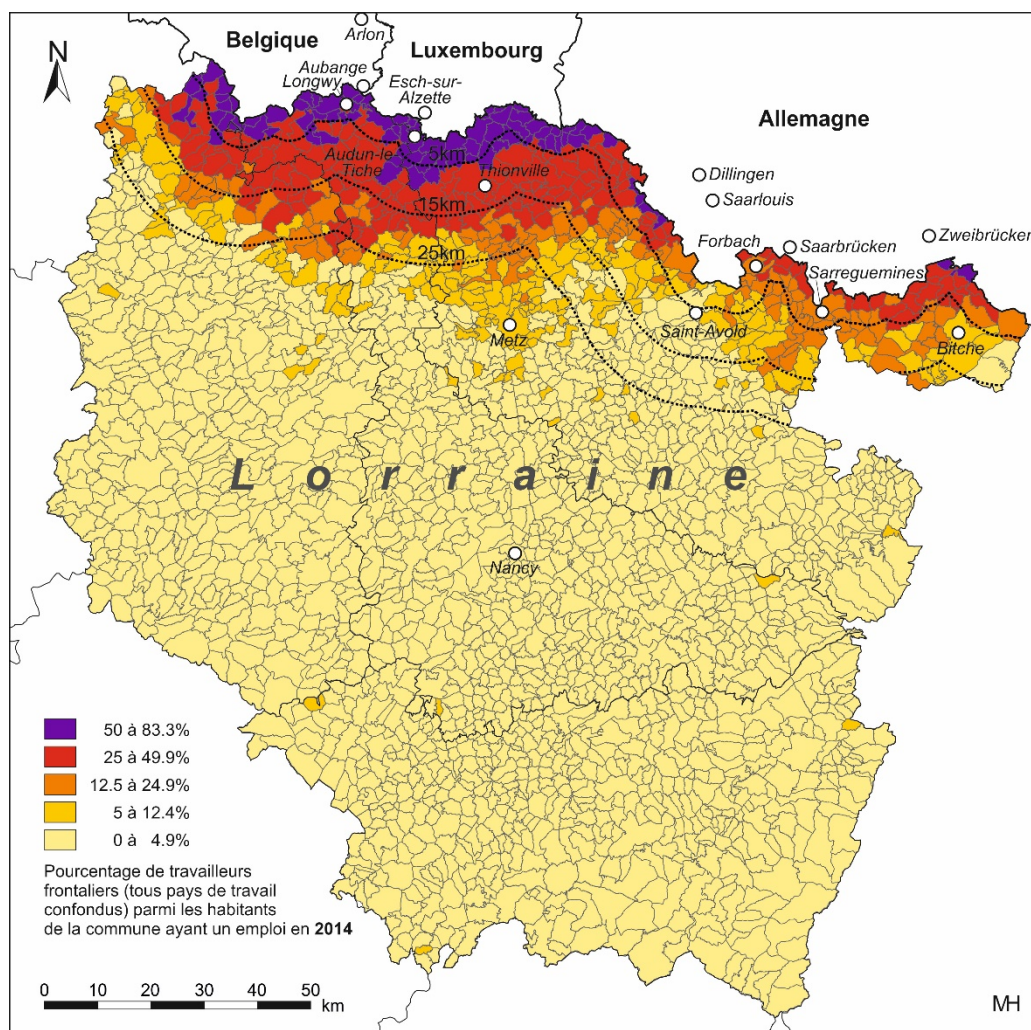 N
Belgique
Arlon
Luxembourg
Aubange
Longwy
Esch-sur-
Alzette
Allemagne
Audun-le-
Tiche
5km
Thionville
Dillingen
Saarlouis
15km
25km
Forbach
Saarbrücken
Zweibrücken
Sarreguemines
Metz
Saint-Avold
Bitche
Lorraine
Nancy
50 à 83.3%
25 à 49.9%
12.5 à 24.9%
5 à 12.4%
0 à 4.9%
Pourcentage de travailleurs
frontaliers (tous pays de travail
confondus) parmi les habitants
de la commune ayant un emploi en 2014
0 10 20 30 40 50
km
MH